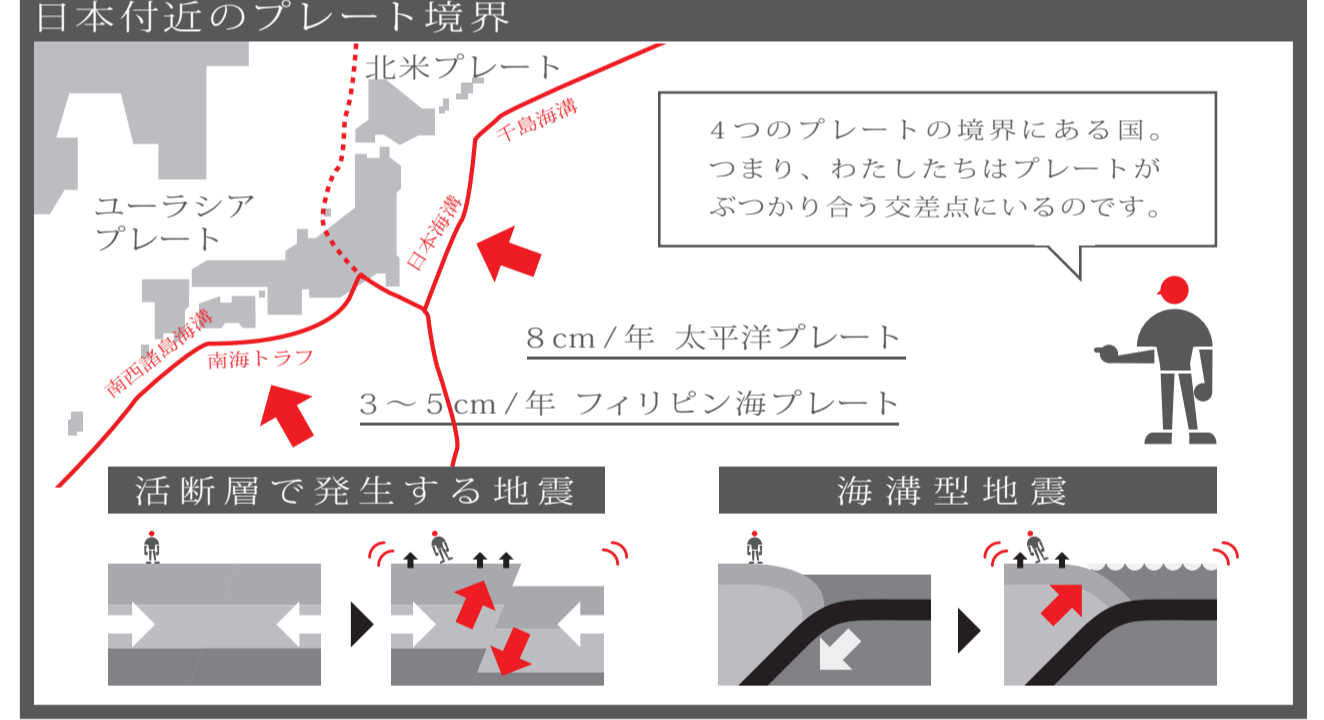 日本付近のプレート境界
北米プレート
千島海溝
4つのプレートの境界にある国。
つまり、わたしたちはプレートが
ぶつかり合う交差点にいるのです。
ユーラシア
プレート
日本海溝
8cm/年 太平洋プレート
南西諸島海溝
南海トラフ
3〜5cm/年 フィリピン海プレート
活断層で発生する地震
海溝型地震